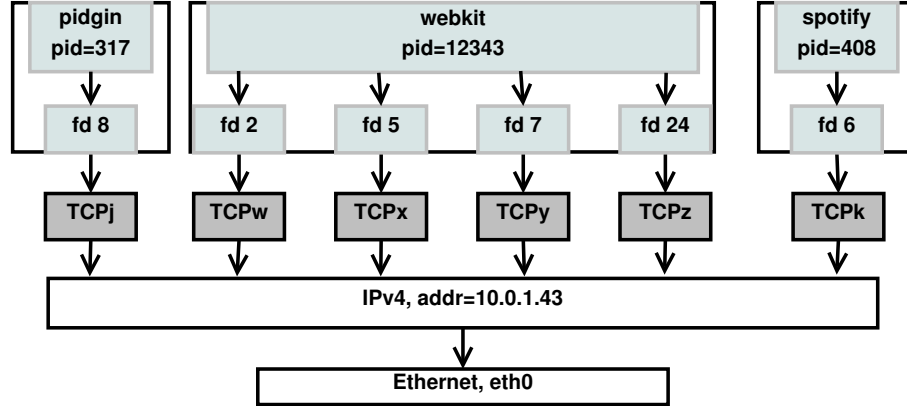 pidgin
pid=317
webkit
pid=12343
spotify
pid=408
fd 8
fd 2
fd 5
fd 7
fd 24
fd 6
TCPj
TCPw
TCPx
TCPy
TCPz
TCPk
IPv4, addr=10.0.1.43
Ethernet, eth0